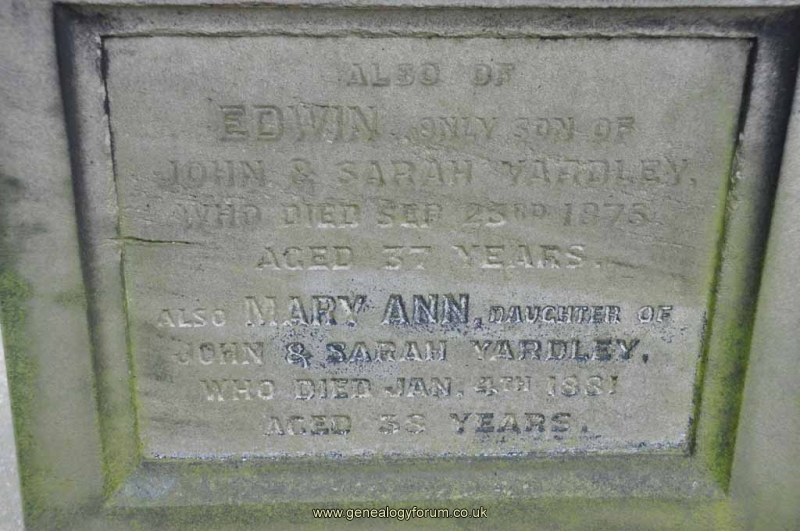 ALSO OF
EDWIN, ONLY SON OF
JOHN & SARAH YARDLEY,
WHO DIED SEP 23RD 1875
AGED 37 YEARS.
ALSO MARY ANN, DAUGHTER OF
JOHN & SARAH YARDLEY,
WHO DIED JAN. 4TH 1881
AGED YEARS.
www.genealogyforum.co.uk